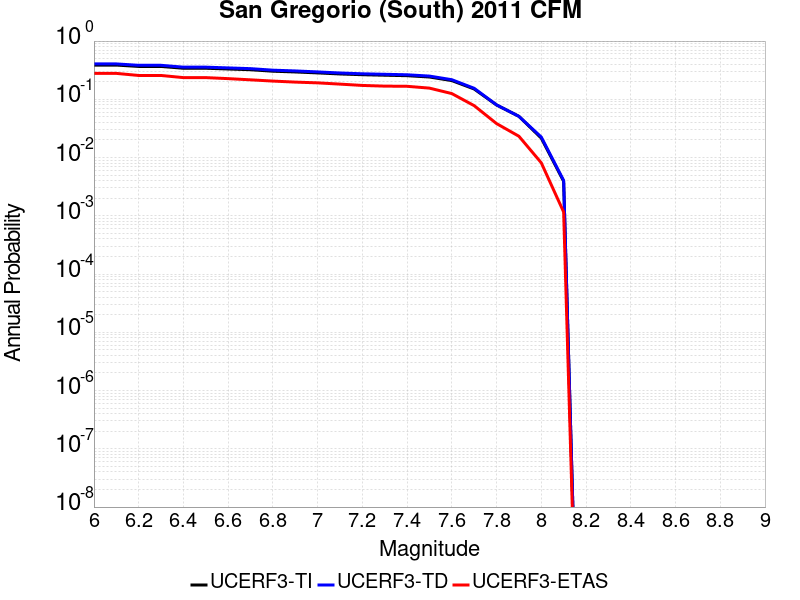 San Gregorio (South) 2011 CFM
Annual Probability
10^0
10^-1
10^-2
10^-3
10^-4
10^-5
10^-6
10^-7
10^-8
6 6.2 6.4 6.6 6.8 7 7.2 7.4 7.6 7.8 8 8.2 8.4 8.6 8.8 9
Magnitude
UCERF3-TI UCERF3-TD UCERF3-ETAS